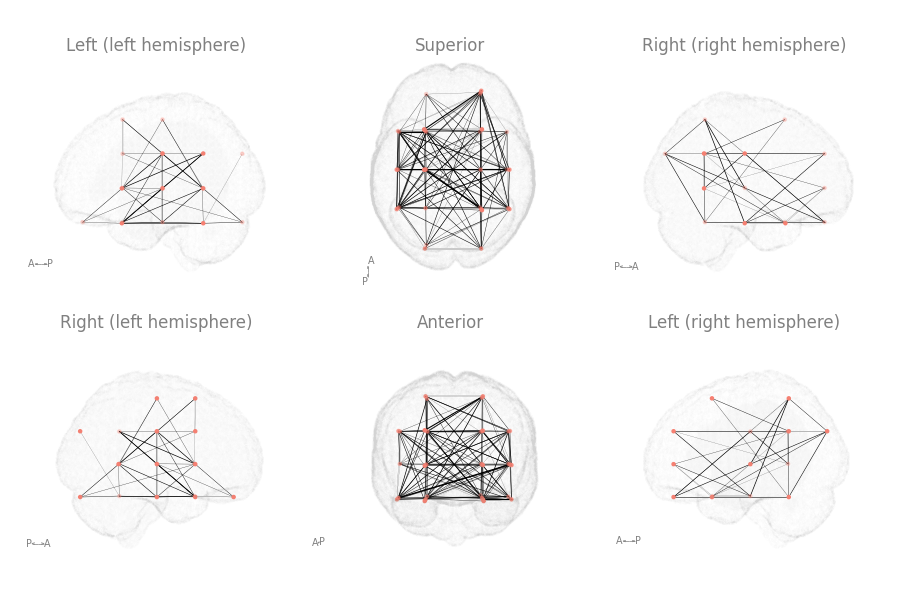 Left (left hemisphere)
Superior
Right (right hemisphere)
A P
A
P
P A
Right (left hemisphere)
Anterior
Left (right hemisphere)
P A
A P
A P